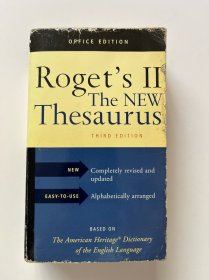 OFFICE EDITION
Roget's II
The NEW
Thesaurus
THIRD EDITION
NEW Completely revised and
updated
EASY-TO-USE Alphabetically arranged
BASED ON
The American Heritage® Dictionary
of the English Language